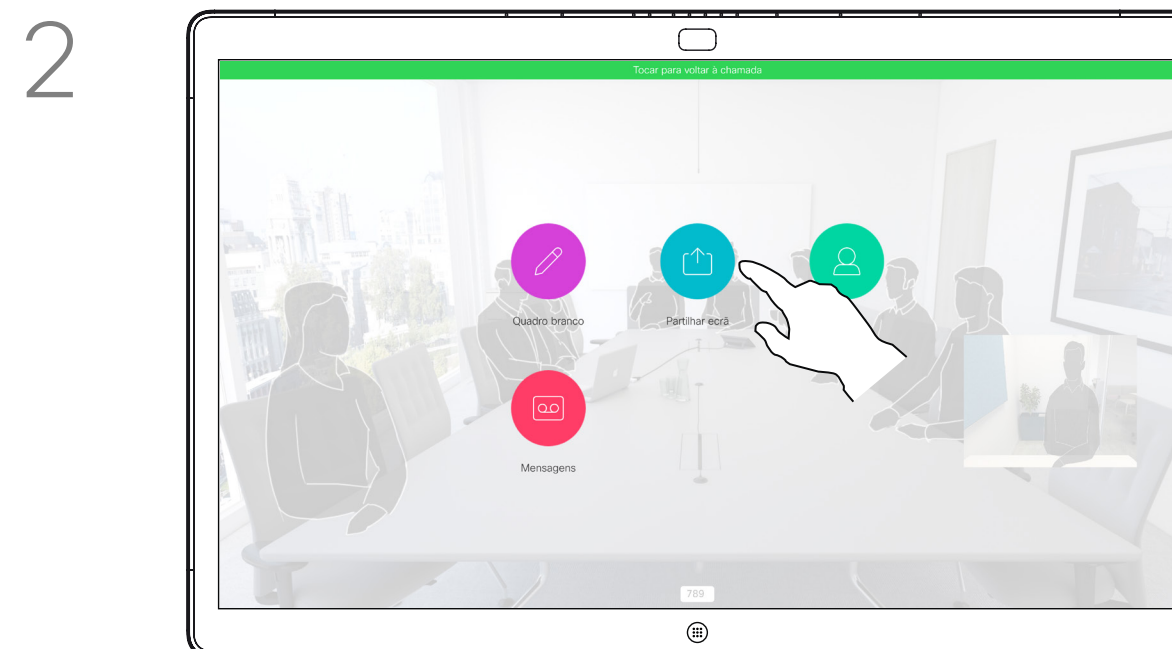 2
Tocar para voltar à chamada
Quadro branco
Partilhar ecrã
Mensagens
789